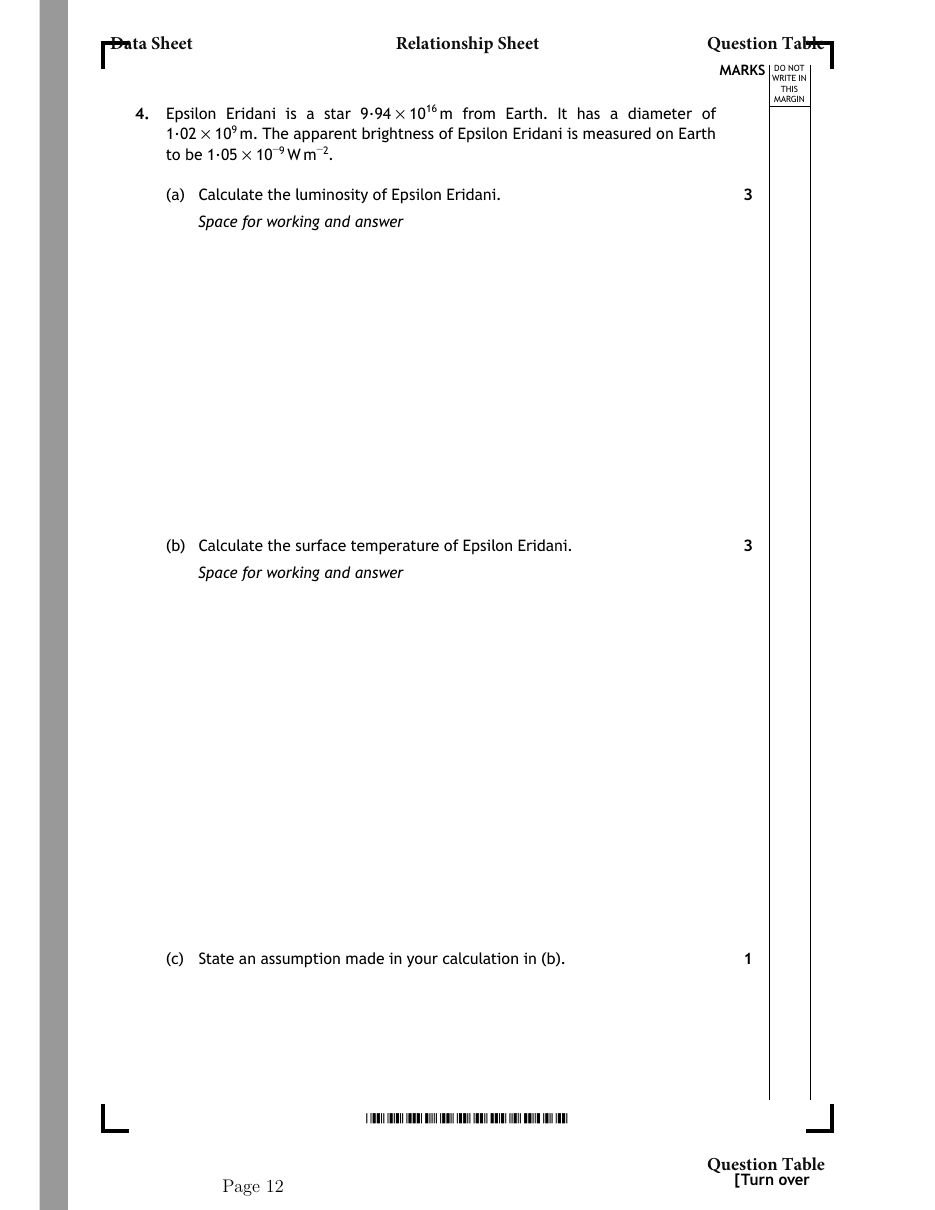 Data Sheet
Relationship Sheet
Question Table
MARKS
DO NOT
WRITE IN
THIS
MARGIN
4. Epsilon Eridani is a star 9·94 × 10¹⁶ m from Earth. It has a diameter of
1·02 × 10⁹ m. The apparent brightness of Epsilon Eridani is measured on Earth
to be 1·05 × 10⁻⁹ W m⁻².
(a) Calculate the luminosity of Epsilon Eridani. 3
Space for working and answer
(b) Calculate the surface temperature of Epsilon Eridani. 3
Space for working and answer
(c) State an assumption made in your calculation in (b). 1
Question Table
[Turn over
Page 12